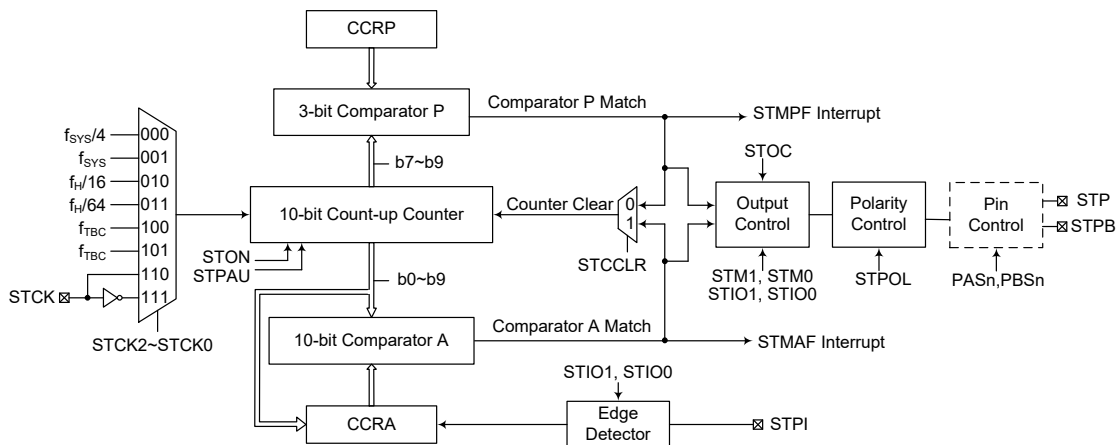 CCRP
3-bit Comparator P
Comparator P Match
STMPF Interrupt
fSYS/4
000
fSYS
001
fH/16
010
fH/64
011
fTBC
100
fTBC
101
110
STCK
111
STCK2~STCK0
b7~b9
10-bit Count-up Counter
STON
STPAU
b0~b9
Counter Clear
0
1
STCCLR
STOC
Output
Control
STM1, STM0
STIO1, STIO0
Polarity
Control
STPOL
Pin
Control
PASn,PBSn
STP
STPB
10-bit Comparator A
Comparator A Match
STMAF Interrupt
STIO1, STIO0
CCRA
Edge
Detector
STPI